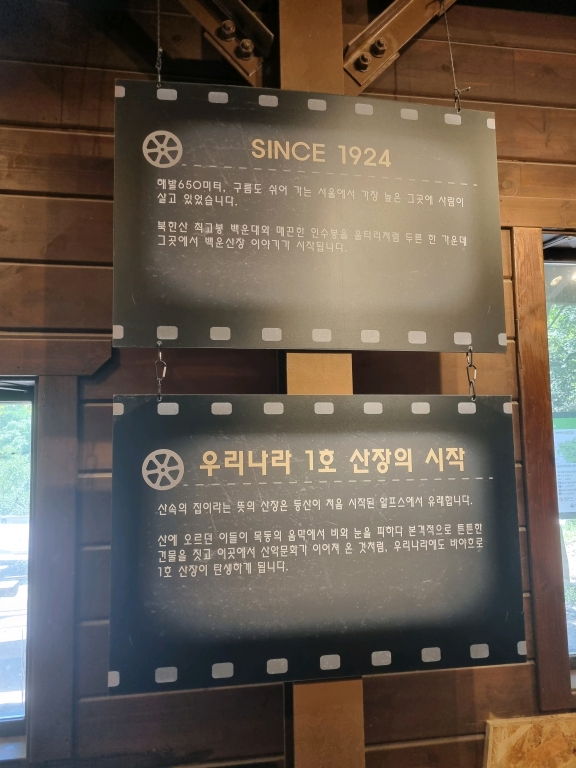 SINCE 1924
해발650미터, 구름도 쉬어 가는 서울에서 가장 높은 그곳에 사람이
살고 있었습니다.
북한산 최고봉 백운대와 매끈한 인수봉을 울타리처럼 두른 한 가운데
그곳에서 백운산장 이야기가 시작됩니다.
우리나라 1호 산장의 시작
산속의 집이라는 뜻의 산장은 등산이 처음 시작된 알프스에서 유래합니다.
산에 오르던 이들이 목동의 움막에서 비와 눈을 피하다 본격적으로 튼튼한
건물을 짓고 이곳에서 산악문화가 이어져 온 것처럼, 우리나라에도 바야흐로
1호 산장이 탄생하게 됩니다.